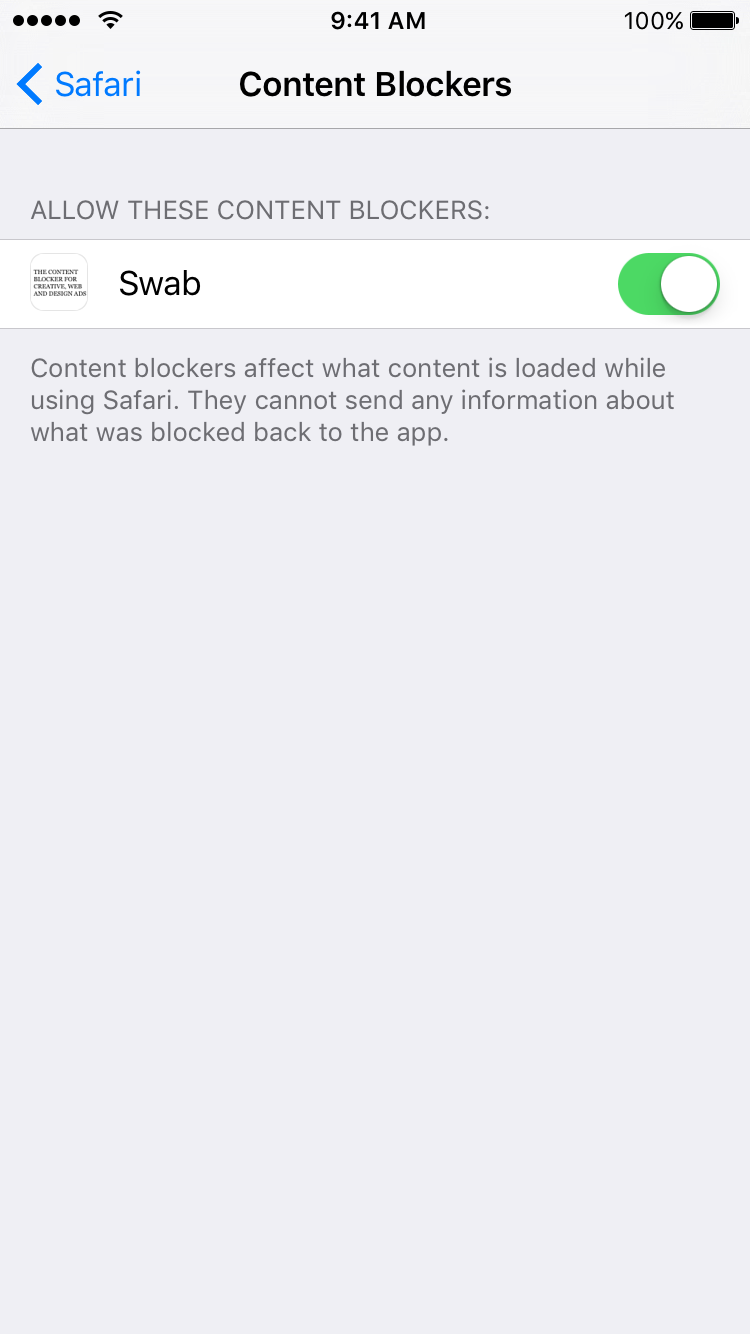 9:41 AM
100%
Safari
Content Blockers
ALLOW THESE CONTENT BLOCKERS:
THE CONTENT
BLOCKER FOR
CREATIVE, WEB
AND DESIGN ADS
Swab
Content blockers affect what content is loaded while
using Safari. They cannot send any information about
what was blocked back to the app.